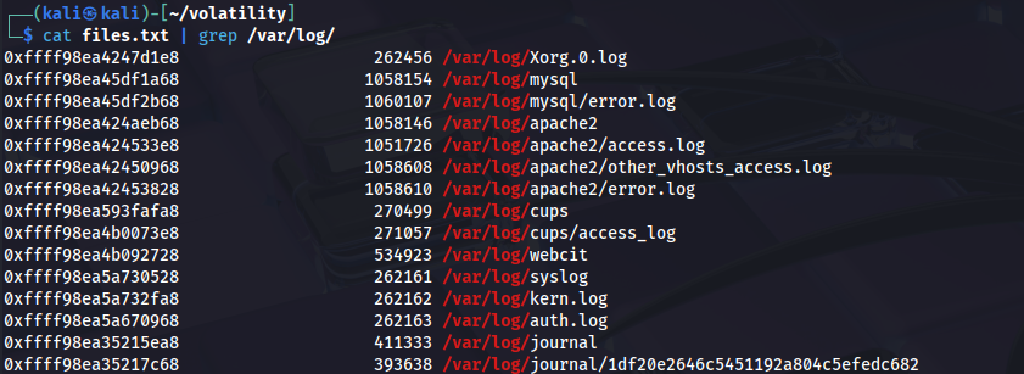 ┌──(kali㉿kali)-[~/volatility]
└─$ cat files.txt | grep /var/log/
0xffff98ea4247d1e8 262456 /var/log/Xorg.0.log
0xffff98ea45df1a68 1058154 /var/log/mysql
0xffff98ea45df2b68 1060107 /var/log/mysql/error.log
0xffff98ea424aeb68 1058146 /var/log/apache2
0xffff98ea424533e8 1051726 /var/log/apache2/access.log
0xffff98ea42450968 1058608 /var/log/apache2/other_vhosts_access.log
0xffff98ea42453828 1058610 /var/log/apache2/error.log
0xffff98ea593fafa8 270499 /var/log/cups
0xffff98ea4b0073e8 271057 /var/log/cups/access_log
0xffff98ea4b092728 534923 /var/log/webcit
0xffff98ea5a730528 262161 /var/log/syslog
0xffff98ea5a732fa8 262162 /var/log/kern.log
0xffff98ea5a670968 262163 /var/log/auth.log
0xffff98ea35215ea8 411333 /var/log/journal
0xffff98ea35217c68 393638 /var/log/journal/1df20e2646c5451192a804c5efedc682